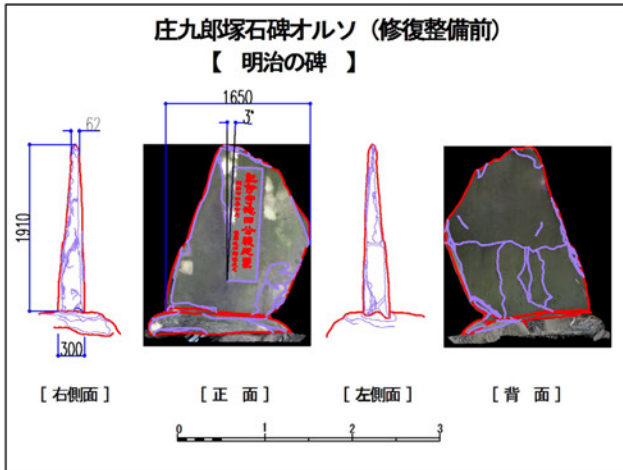 庄九郎塚石碑オルソ（修復整備前）
【 明治の碑 】
1650
3°
62
1910
300
[ 右側面 ]
[ 正 面 ]
[ 左側面 ]
[ 背 面 ]
0 1 2 3